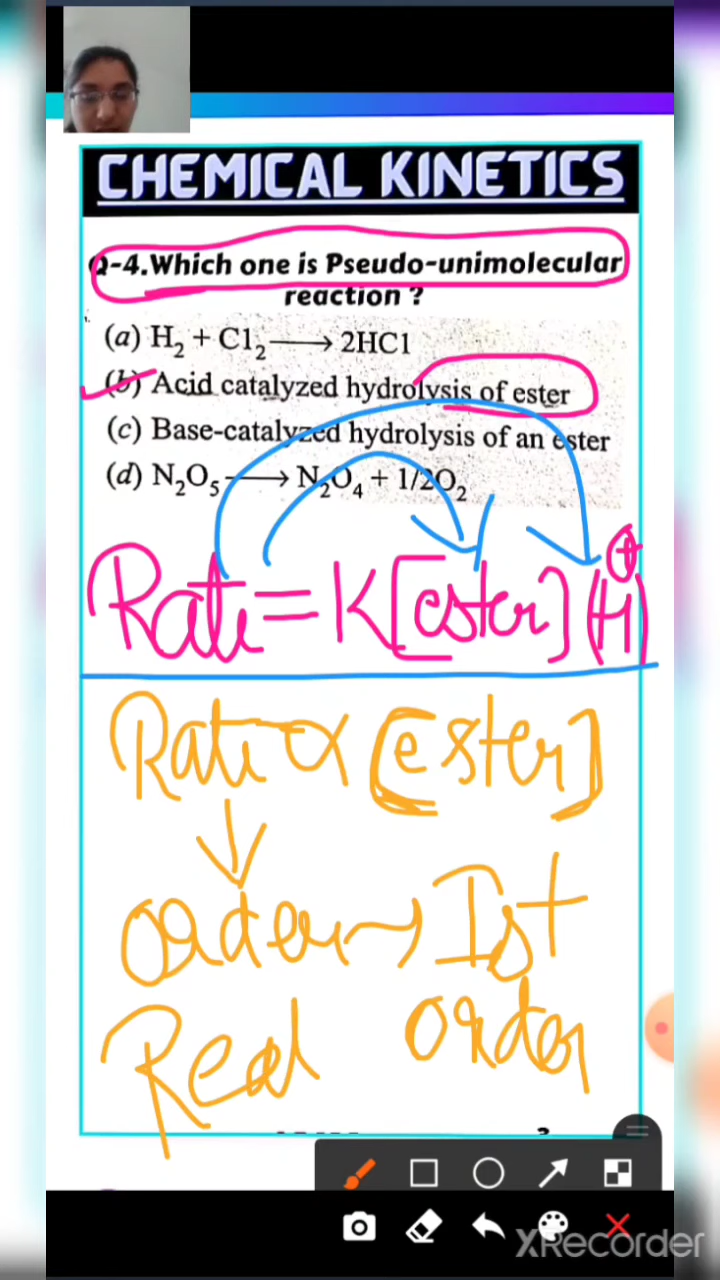 CHEMICAL KINETICS
Q-4.Which one is Pseudo-unimolecular
reaction ?
(a) H₂ + Cl₂ ⟶ 2HCl
(b) Acid catalyzed hydrolysis of ester
(c) Base-catalyzed hydrolysis of an ester
(d) N₂O₅ ⟶ N₂O₄ + 1/2O₂
Rate = K[ester](H⊕)
Rate ∝ [ester]
order → Ist
Real order
XRecorder